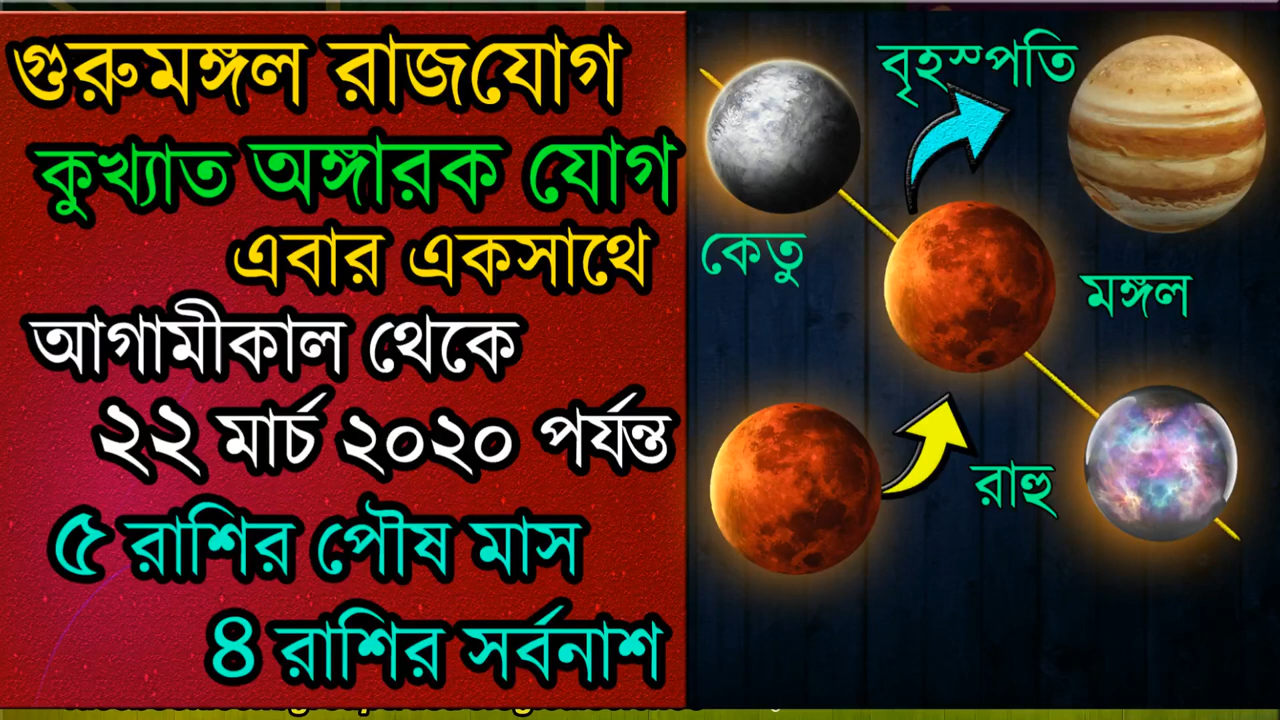 গুরুমঙ্গল রাজযোগ
কুখ্যাত অঙ্গারক যোগ
এবার একসাথে
আগামীকাল থেকে
২২ মার্চ ২০২০ পর্যন্ত
৫ রাশির পৌষ মাস
৪ রাশির সর্বনাশ
বৃহস্পতি
কেতু
মঙ্গল
রাহু